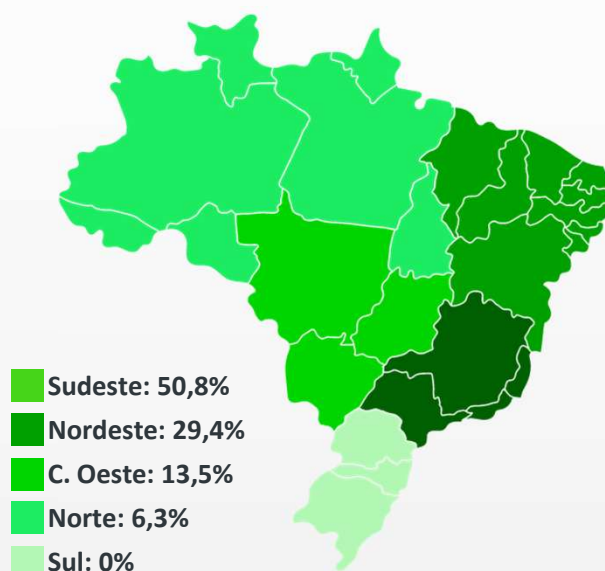 Sudeste: 50,8%
Nordeste: 29,4%
C. Oeste: 13,5%
Norte: 6,3%
Sul: 0%